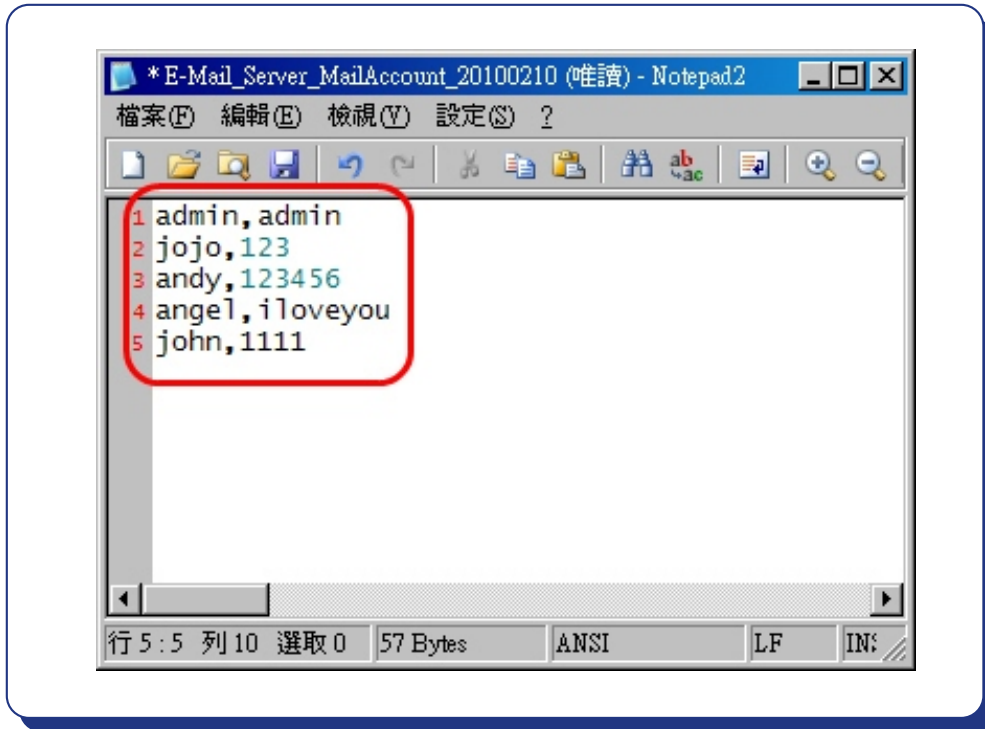 * E-Mail_Server_MailAccount_20100210 (唯讀) - Notepad2
檔案(F) 編輯(E) 檢視(V) 設定(S) ?
1 admin,admin
2 jojo,123
3 andy,123456
4 angel,iloveyou
5 john,1111
行 5 : 5 列 10 選取 0 57 Bytes ANSI LF